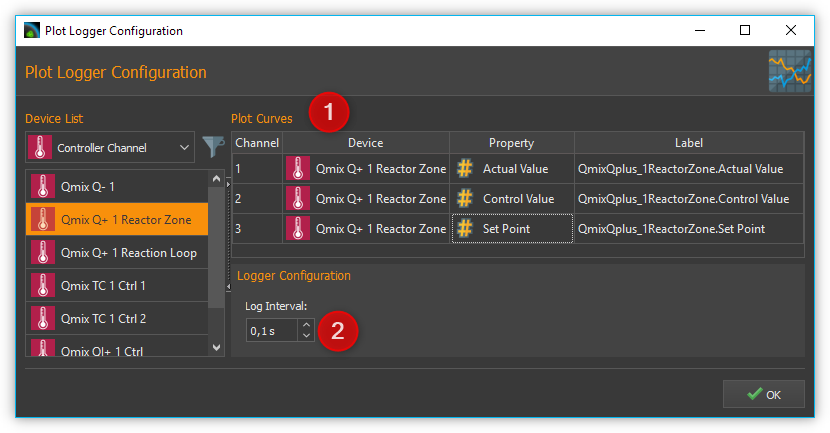 Plot Logger Configuration
Plot Logger Configuration
Device List
Controller Channel
Qmix Q- 1
Qmix Q+ 1 Reactor Zone
Qmix Q+ 1 Reaction Loop
Qmix TC 1 Ctrl 1
Qmix TC 1 Ctrl 2
Qmix QI+ 1 Ctrl
Plot Curves
1
Channel Device Property Label
1 Qmix Q+ 1 Reactor Zone Actual Value QmixQplus_1ReactorZone.Actual Value
2 Qmix Q+ 1 Reactor Zone Control Value QmixQplus_1ReactorZone.Control Value
3 Qmix Q+ 1 Reactor Zone Set Point QmixQplus_1ReactorZone.Set Point
Logger Configuration
Log Interval:
0,1 s
2
OK